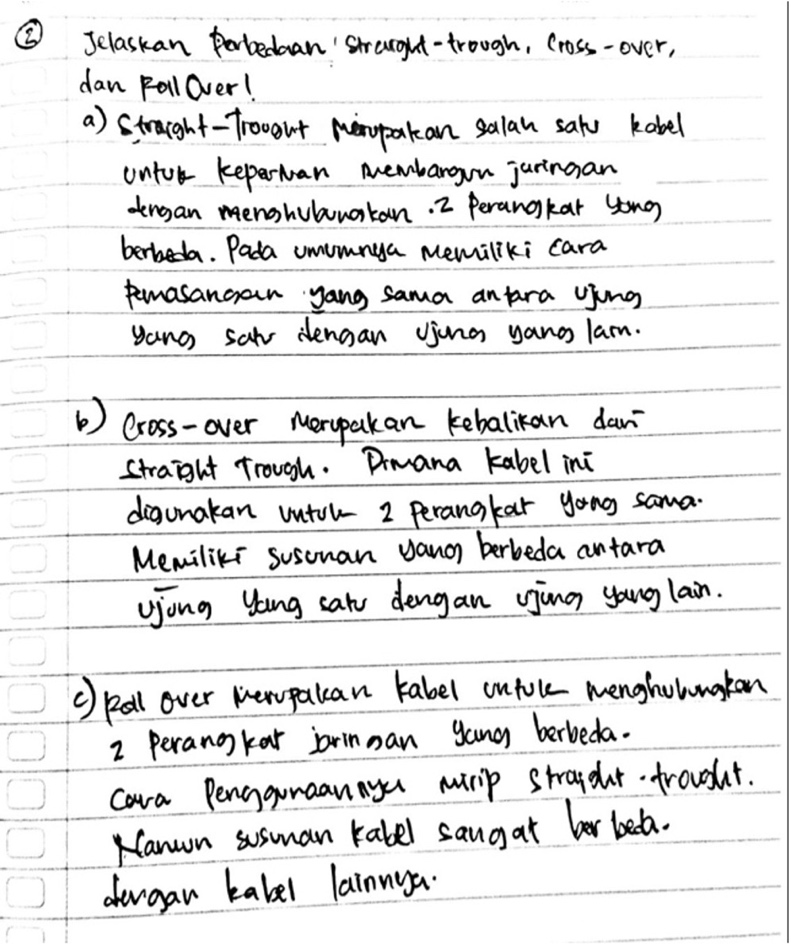 2 Jelaskan Perbedaan Straight-trough, Cross-over,
dan Roll Over!
a) Straight-Trought Merupakan salah satu kabel
untuk keperluan membangun jaringan
dengan menghubungkan 2 Perangkat yang
berbeda. Pada umumnya memiliki cara
Pemasangan yang sama antara ujung
yang satu dengan ujung yang lain.
b) Cross-over Merupakan kebalikan dari
Straight Trough. Dimana kabel ini
digunakan untuk 2 Perangkat yang sama.
Memiliki susunan yang berbeda antara
ujung yang satu dengan ujung yang lain.
c) Roll over Merupakan kabel untuk menghubungkan
2 Perangkat jaringan yang berbeda.
Cara Penggunaannya mirip straight-trought.
Namun susunan kabel sangat berbeda.
dengan kabel lainnya.